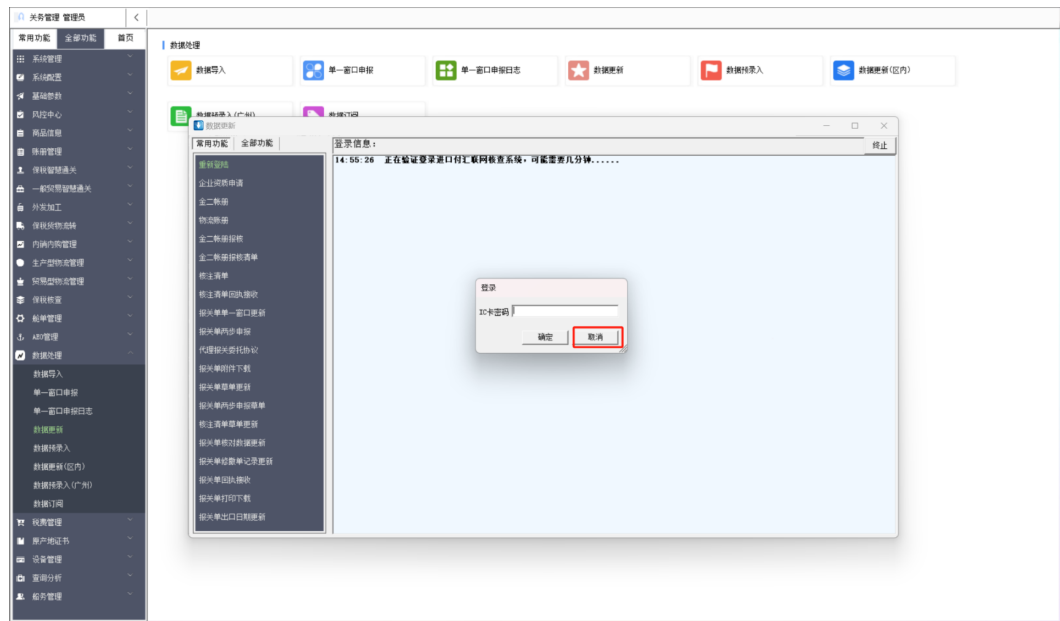 关务管理 管理员
常用功能 全部功能 首页
系统管理
系统配置
基础参数
风控中心
商品信息
账册管理
保税智慧通关
一般贸易智慧通关
外发加工
保税货物流转
内销内购管理
生产型物流管理
贸易型物流管理
保税核查
舱单管理
AEO管理
数据处理
数据导入
单一窗口申报
单一窗口申报日志
数据更新
数据预录入
数据更新(区内)
数据预录入(广州)
数据订阅
税费管理
原产地证书
设备管理
查询分析
船务管理
数据处理
数据导入
单一窗口申报
单一窗口申报日志
数据更新
数据预录入
数据更新(区内)
数据预录入(广州)
数据订阅
数据更新
常用功能 全部功能
登录信息:
终止
14:55:26 正在验证登录进口付汇联网核查系统,可能需要几分钟......
重新登陆
企业资质申请
金二帐册
物流账册
金二帐册报核
金二帐册报核清单
核注清单
核注清单回执接收
报关单单一窗口更新
报关单两步申报
代理报关委托协议
报关单附件下载
报关单草单更新
报关单两步申报草单
核注清单草单更新
报关单核对数据更新
报关单修撤单记录更新
报关单回执接收
报关单打印下载
报关单出口日期更新
登录
IC卡密码
确定 取消